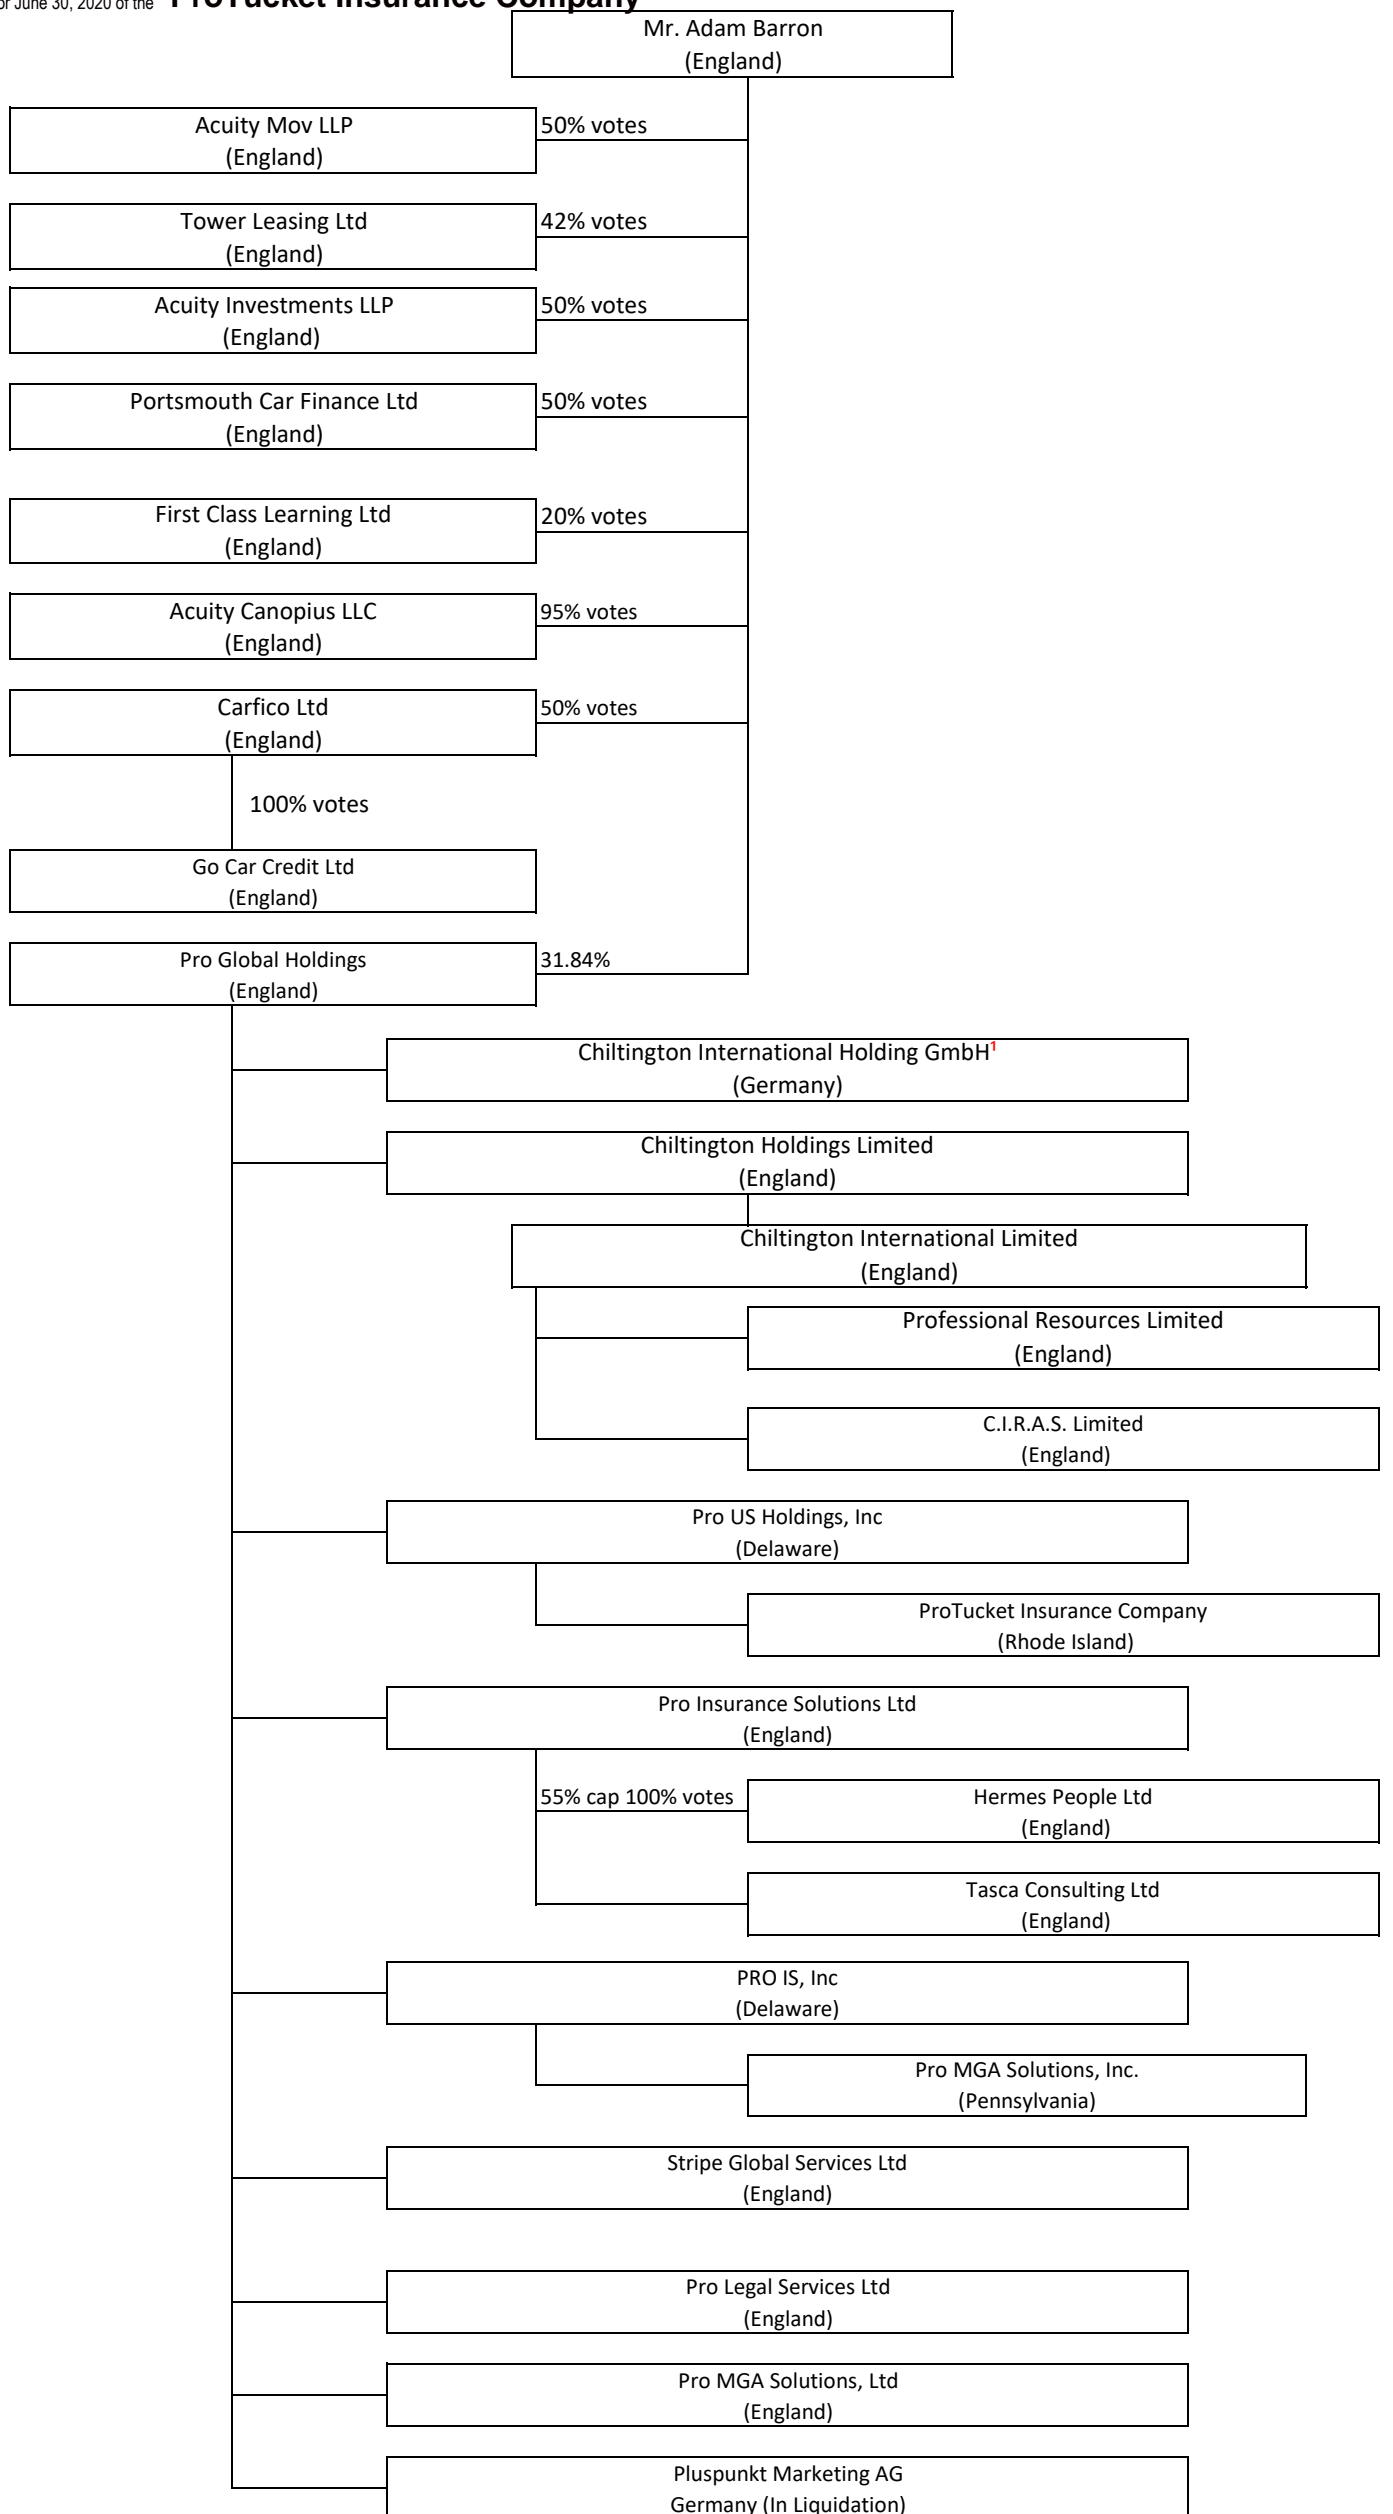 or June 30, 2020 of the ProTucket Insurance Company
Mr. Adam Barron
(England)
Acuity Mov LLP
(England)
50% votes
Tower Leasing Ltd
(England)
42% votes
Acuity Investments LLP
(England)
50% votes
Portsmouth Car Finance Ltd
(England)
50% votes
First Class Learning Ltd
(England)
20% votes
Acuity Canopius LLC
(England)
95% votes
Carfico Ltd
(England)
50% votes
100% votes
Go Car Credit Ltd
(England)
Pro Global Holdings
(England)
31.84%
Chiltington International Holding GmbH¹
(Germany)
Chiltington Holdings Limited
(England)
Chiltington International Limited
(England)
Professional Resources Limited
(England)
C.I.R.A.S. Limited
(England)
Pro US Holdings, Inc
(Delaware)
ProTucket Insurance Company
(Rhode Island)
Pro Insurance Solutions Ltd
(England)
55% cap 100% votes
Hermes People Ltd
(England)
Tasca Consulting Ltd
(England)
PRO IS, Inc
(Delaware)
Pro MGA Solutions, Inc.
(Pennsylvania)
Stripe Global Services Ltd
(England)
Pro Legal Services Ltd
(England)
Pro MGA Solutions, Ltd
(England)
Pluspunkt Marketing AG
Germany (In Liquidation)